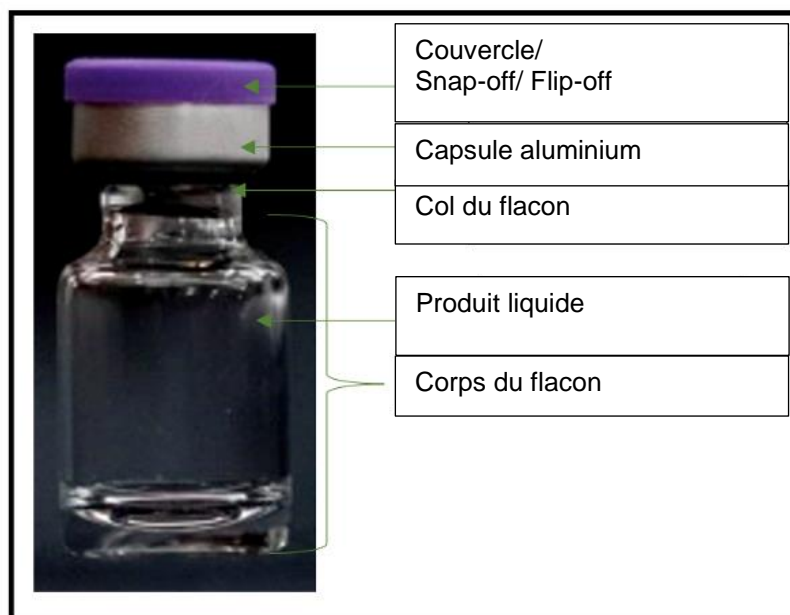 Couvercle/
Snap-off/ Flip-off
Capsule aluminium
Col du flacon
Produit liquide
Corps du flacon